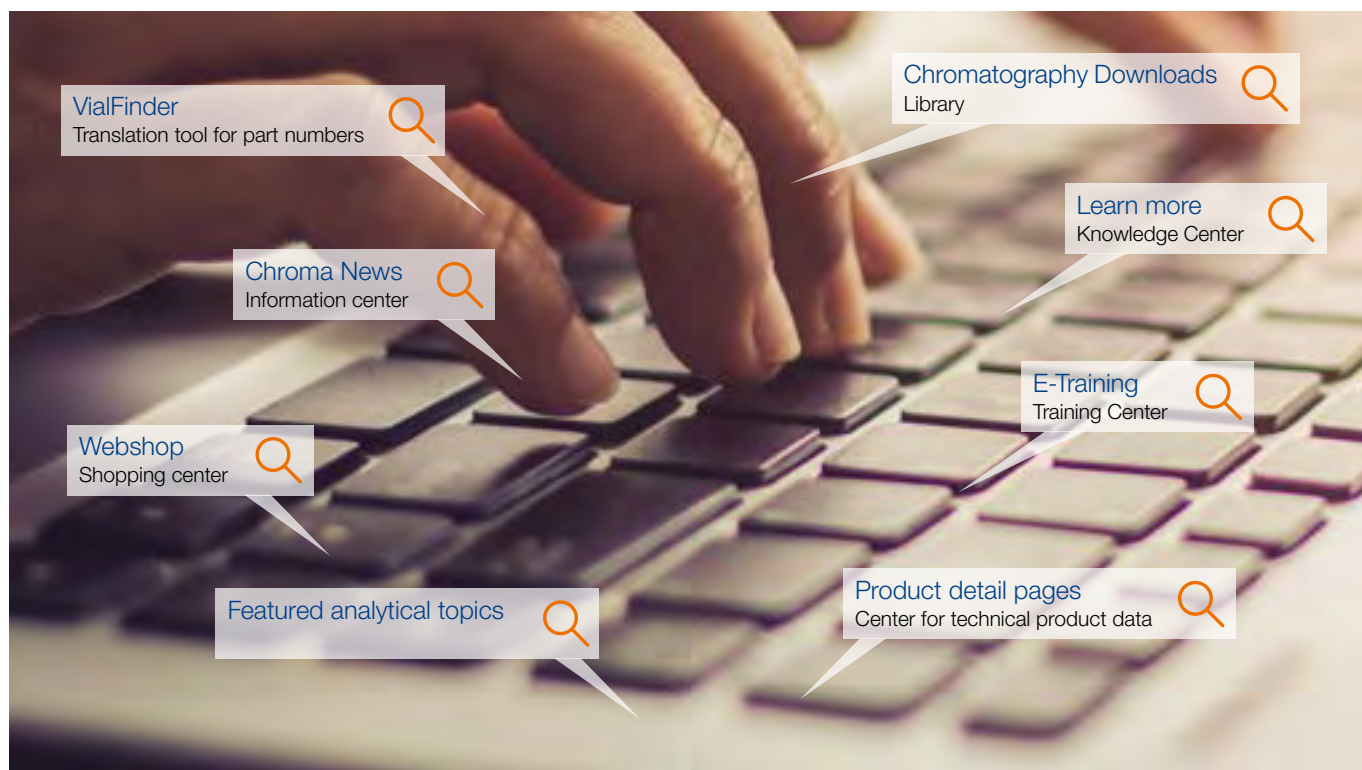 VialFinder
Translation tool for part numbers
Chromatography Downloads
Library
Learn more
Knowledge Center
Chroma News
Information center
E-Training
Training Center
Webshop
Shopping center
Featured analytical topics
Product detail pages
Center for technical product data